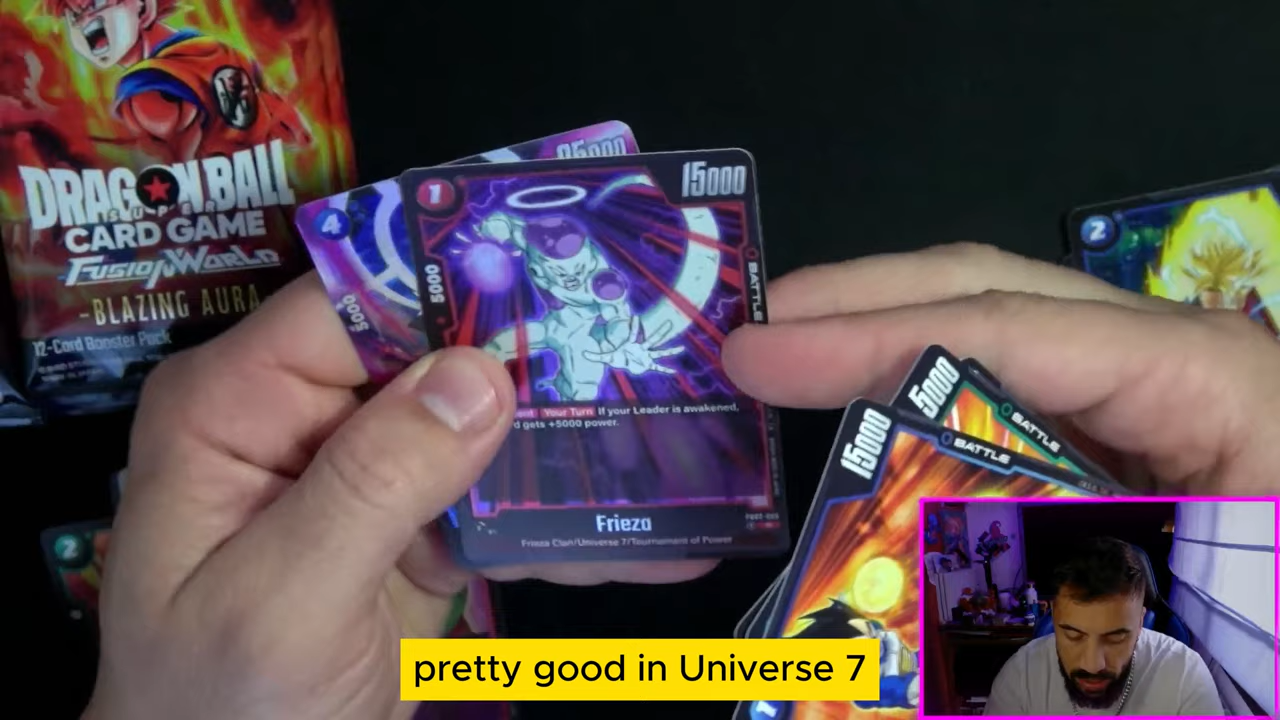 DRAGON BALL
SUPER
CARD GAME
FUSION WORLD
-BLAZING AURA-
12-Card Booster Pack
4
5000
1
15000
5000
BATTLE
Your Turn If your Leader is awakened,
gets +5000 power.
Frieza
Frieza Clan/Universe 7/Tournament of Power
2
2
5000
BATTLE
15000
BATTLE
1
pretty good in Universe 7